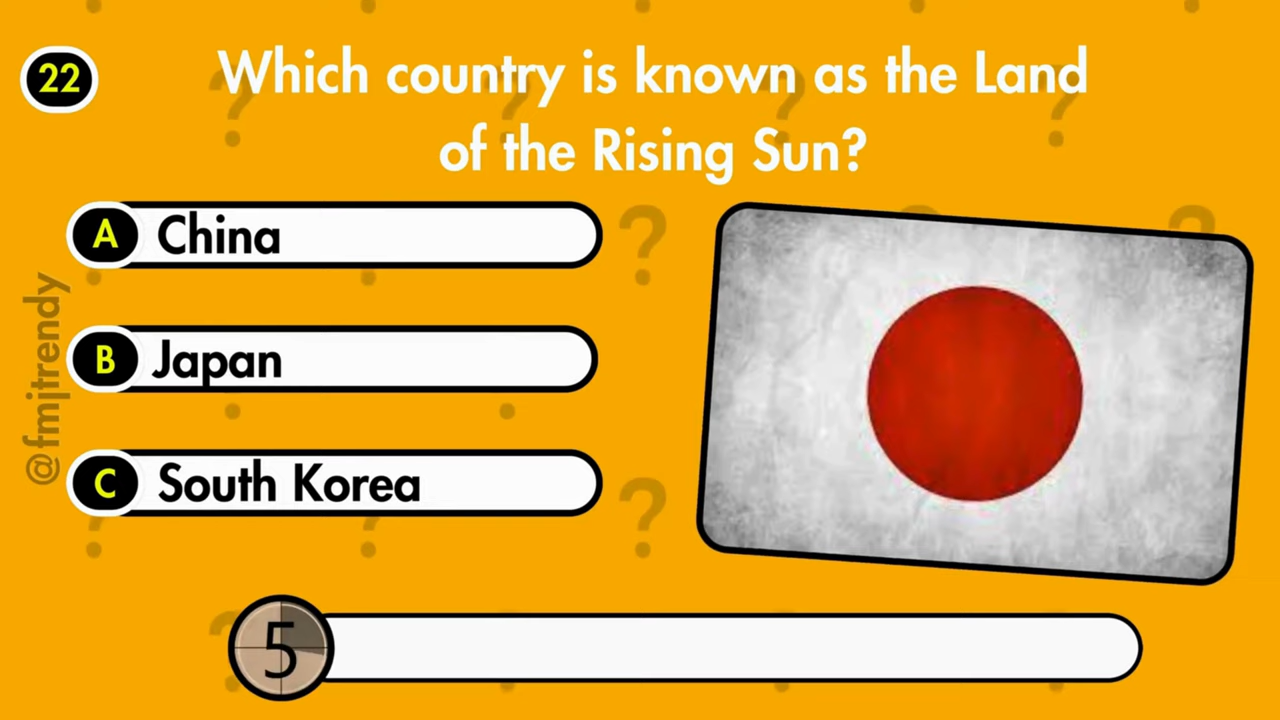 22
Which country is known as the Land
of the Rising Sun?
A China
B Japan
C South Korea
@fmjtrendy
5